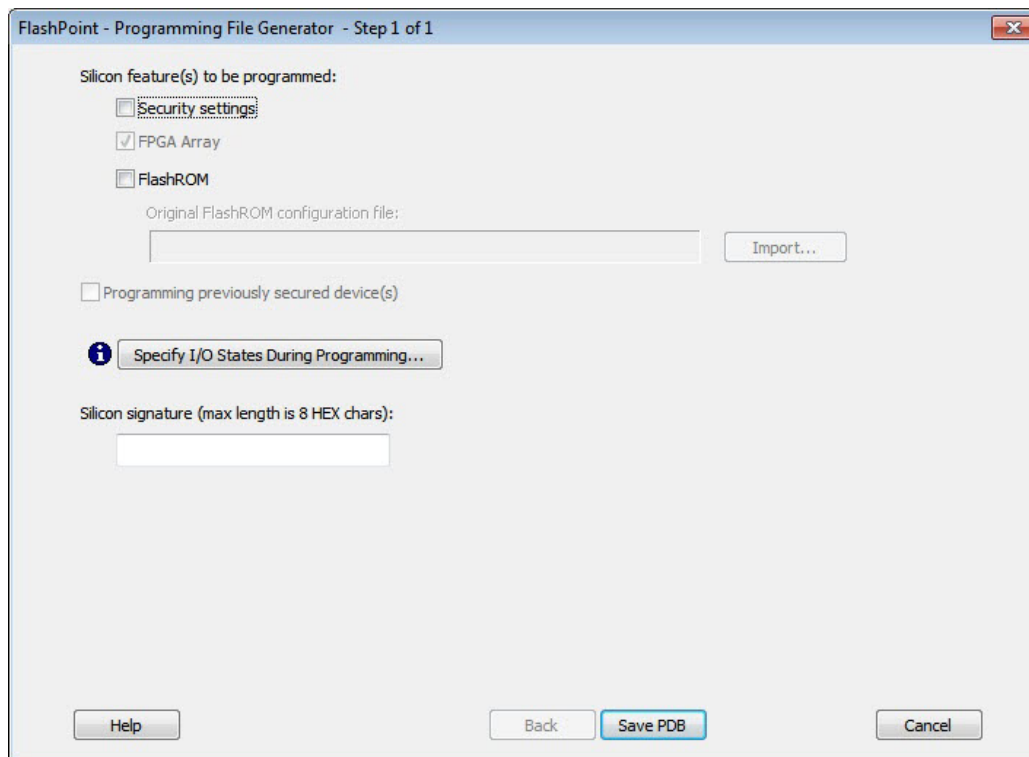 FlashPoint - Programming File Generator - Step 1 of 1
Silicon feature(s) to be programmed:
Security settings
FPGA Array
FlashROM
Original FlashROM configuration file:
Import...
Programming previously secured device(s)
Specify I/O States During Programming...
Silicon signature (max length is 8 HEX chars):
Help Back Save PDB Cancel